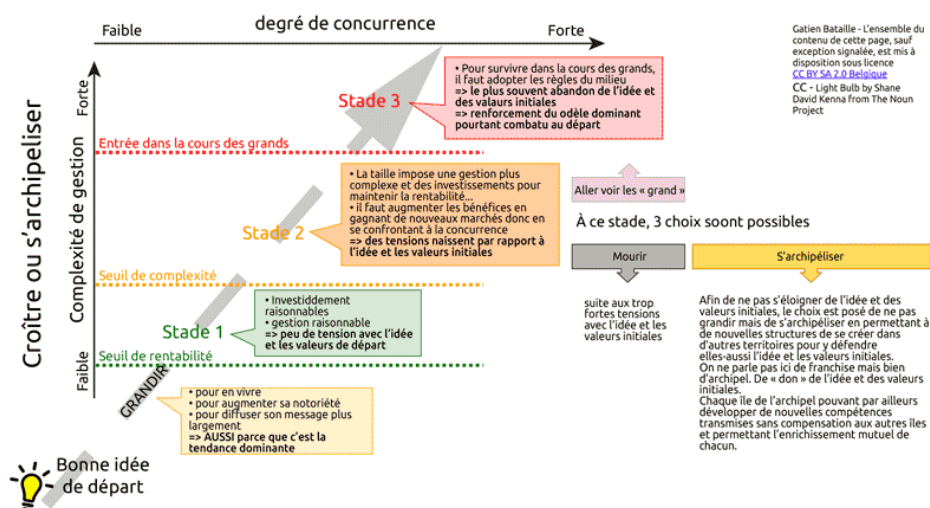 Croître ou s’archipeliser
Faible
degré de concurrence
Forte
Complexité de gestion
Forte
Faible
Gatien Bataille - L'ensemble du
contenu de cette page, sauf
exception signalée, est mis à
disposition sous licence
CC BY SA 2.0 Belgique
CC - Light Bulb by Shane
David Kenna from The Noun
Project
Stade 3
• Pour survivre dans la cours des grands,
il faut adopter les règles du milieu
=> le plus souvent abandon de l'idée et
des valaurs initiales
=> renforcement du odèle dominant
pourtant combatu au départ
Entrée dans la cours des grands
Stade 2
• La taille impose une gestion plus
complexe et des investissements pour
maintenir la rentabilité...
• il faut augmenter les bénéfices en
gagnant de nouveaux marchés donc en
se confrontant à la concurrence
=> des tensions naissent par rapport à
l'idée et les valeurs initiales
Aller voir les « grand »
À ce stade, 3 choix soont possibles
Mourir
suite aux trop
fortes tensions
avec l'idée et les
valeurs initiales
S'archipéliser
Afin de ne pas s'éloigner de l'idée et des
valeurs initiales, le choix est posé de ne pas
grandir mais de s'archipéliser en permettant à
de nouvelles structures de se créer dans
d'autres territoires pour y défendre
elles-aussi l'idée et les valeurs initiales.
On ne parle pas ici de franchise mais bien
d'archipel. De « don » de l'idée et des valeurs
initiales.
Chaque île de l'archipel pouvant par ailleurs
développer de nouvelles compétences
transmises sans compensation aux autres îles
et permettant l'enrichissement mutuel de
chacun.
Seuil de complexité
Stade 1
• Investiddement
raisonnables
• gestion raisonnable
=> peu de tension avec l'idée
et les valeurs de départ
Seuil de rentabilité
GRANDIR
• pour en vivre
• pour augmenter sa notoriété
• pour diffuser son message plus
largement
=> AUSSI parce que c'est la
tendance dominante
Bonne idée
de départ